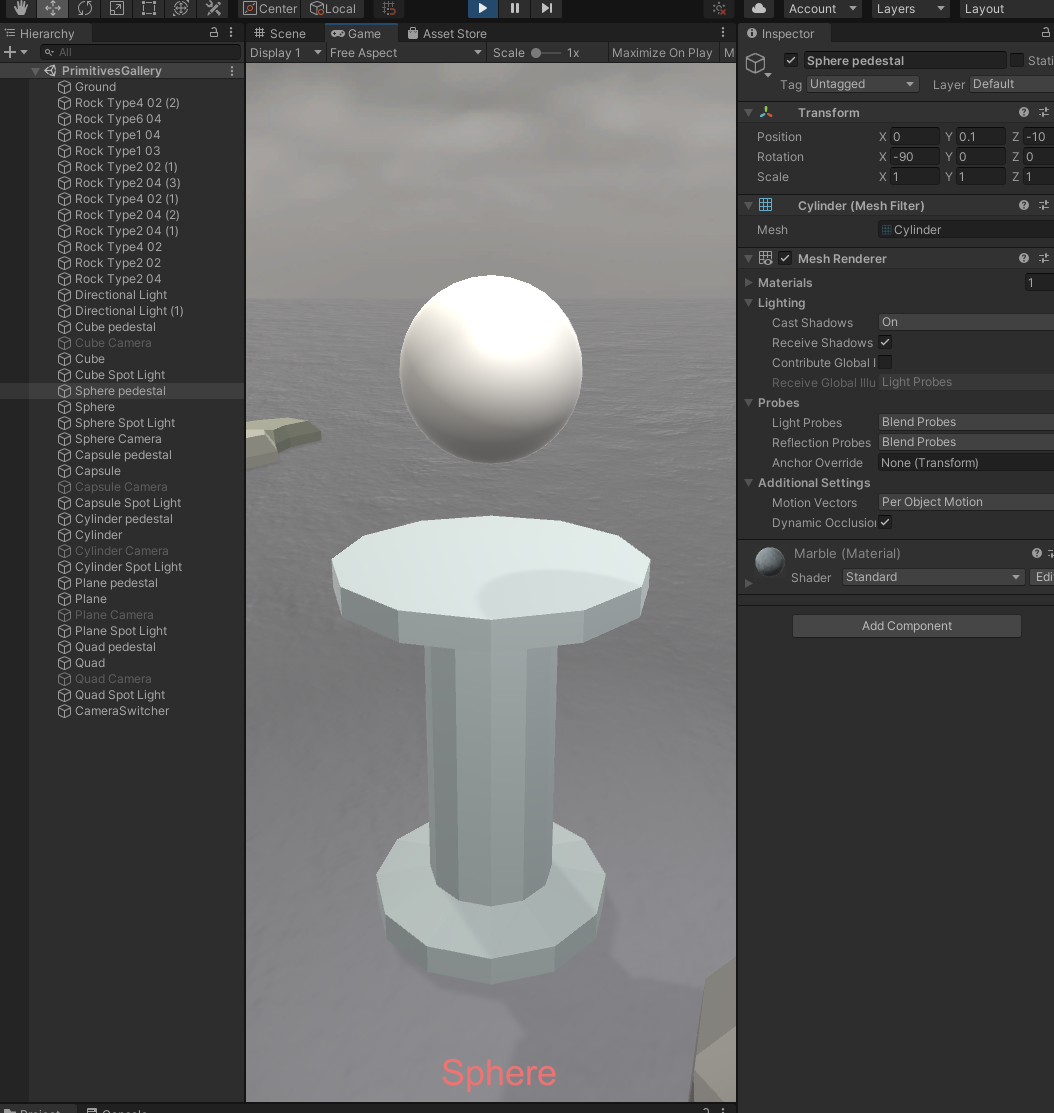 Center Local Account Layers Layout
Hierarchy
All
PrimitivesGallery
Ground
Rock Type4 02 (2)
Rock Type6 04
Rock Type1 04
Rock Type1 03
Rock Type2 02 (1)
Rock Type2 04 (3)
Rock Type4 02 (1)
Rock Type2 04 (2)
Rock Type2 04 (1)
Rock Type4 02
Rock Type2 02
Rock Type2 04
Directional Light
Directional Light (1)
Cube pedestal
Cube Camera
Cube
Cube Spot Light
Sphere pedestal
Sphere
Sphere Spot Light
Sphere Camera
Capsule pedestal
Capsule
Capsule Camera
Capsule Spot Light
Cylinder pedestal
Cylinder
Cylinder Camera
Cylinder Spot Light
Plane pedestal
Plane
Plane Camera
Plane Spot Light
Quad pedestal
Quad
Quad Camera
Quad Spot Light
CameraSwitcher
Scene Game Asset Store
Display 1 Free Aspect Scale 1x Maximize On Play M
Sphere
Inspector
Sphere pedestal Stati
Tag Untagged Layer Default
Transform
Position X 0 Y 0.1 Z -10
Rotation X -90 Y 0 Z 0
Scale X 1 Y 1 Z 1
Cylinder (Mesh Filter)
Mesh Cylinder
Mesh Renderer
Materials 1
Lighting
Cast Shadows On
Receive Shadows
Contribute Global I
Receive Global Illu Light Probes
Probes
Light Probes Blend Probes
Reflection Probes Blend Probes
Anchor Override None (Transform)
Additional Settings
Motion Vectors Per Object Motion
Dynamic Occlusion
Marble (Material)
Shader Standard Edi
Add Component
Project Console